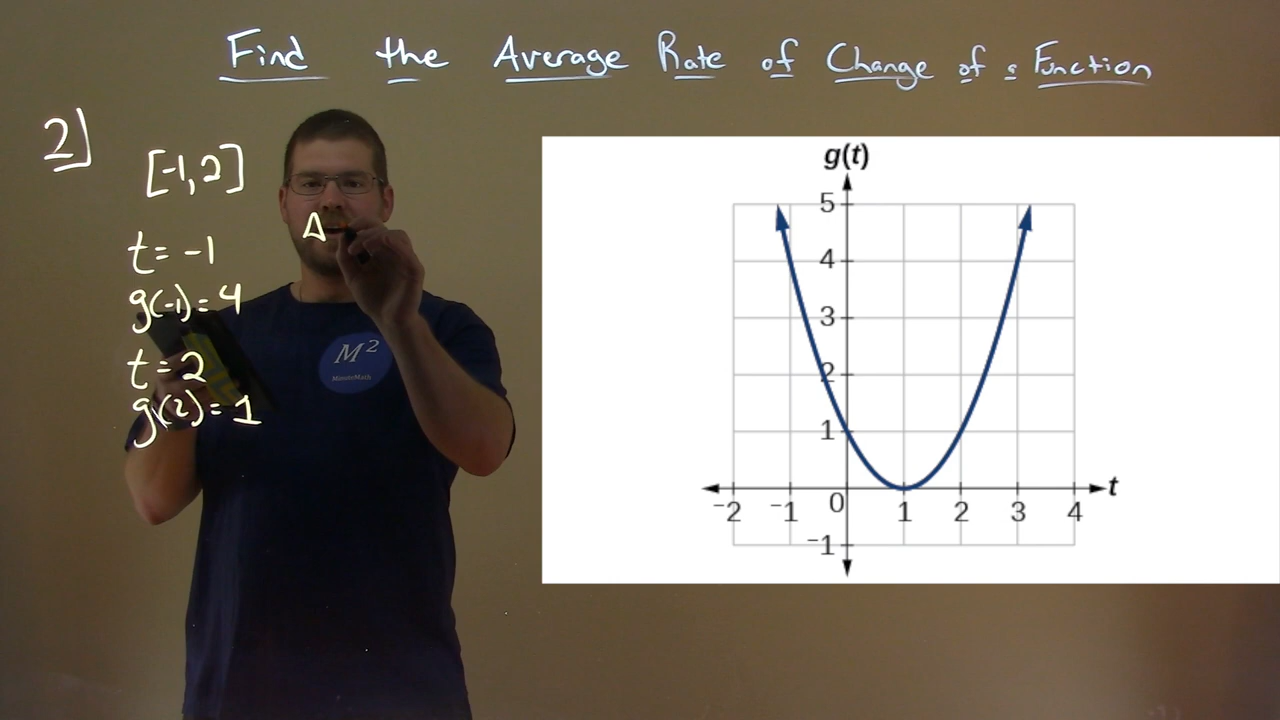 Find the Average Rate of Change of a Function
2]
[-1,2]
t = -1
g(-1) = 4
t = 2
g(2) = 1
Δ
M²
MinuteMath
g(t)
5
4
3
2
1
0
−2 −1 1 2 3 4
t
−1